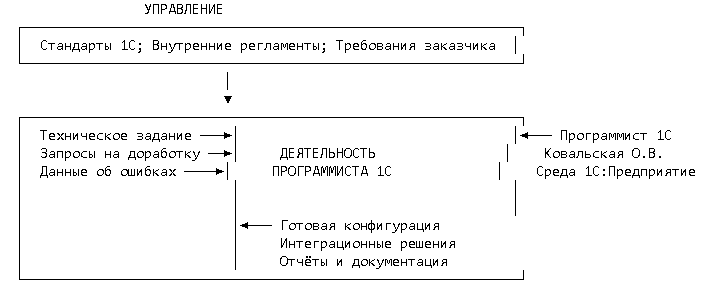 УПРАВЛЕНИЕ
Стандарты 1С; Внутренние регламенты; Требования заказчика
Техническое задание
Программист 1С
Запросы на доработку
ДЕЯТЕЛЬНОСТЬ
Ковальская О.В.
Данные об ошибках
ПРОГРАММИСТА 1С
Среда 1С:Предприятие
Готовая конфигурация
Интеграционные решения
Отчёты и документация